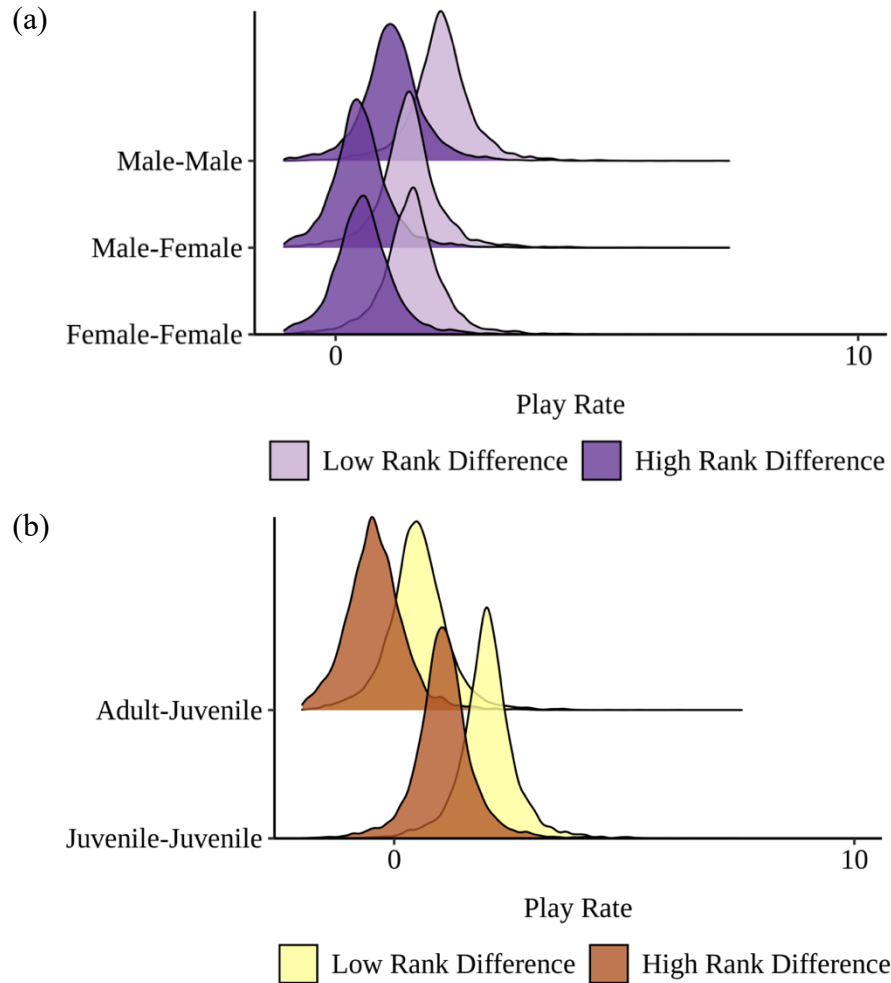 (a)
Male-Male
Male-Female
Female-Female
0 10
Play Rate
Low Rank Difference High Rank Difference
(b)
Adult-Juvenile
Juvenile-Juvenile
0 10
Play Rate
Low Rank Difference High Rank Difference